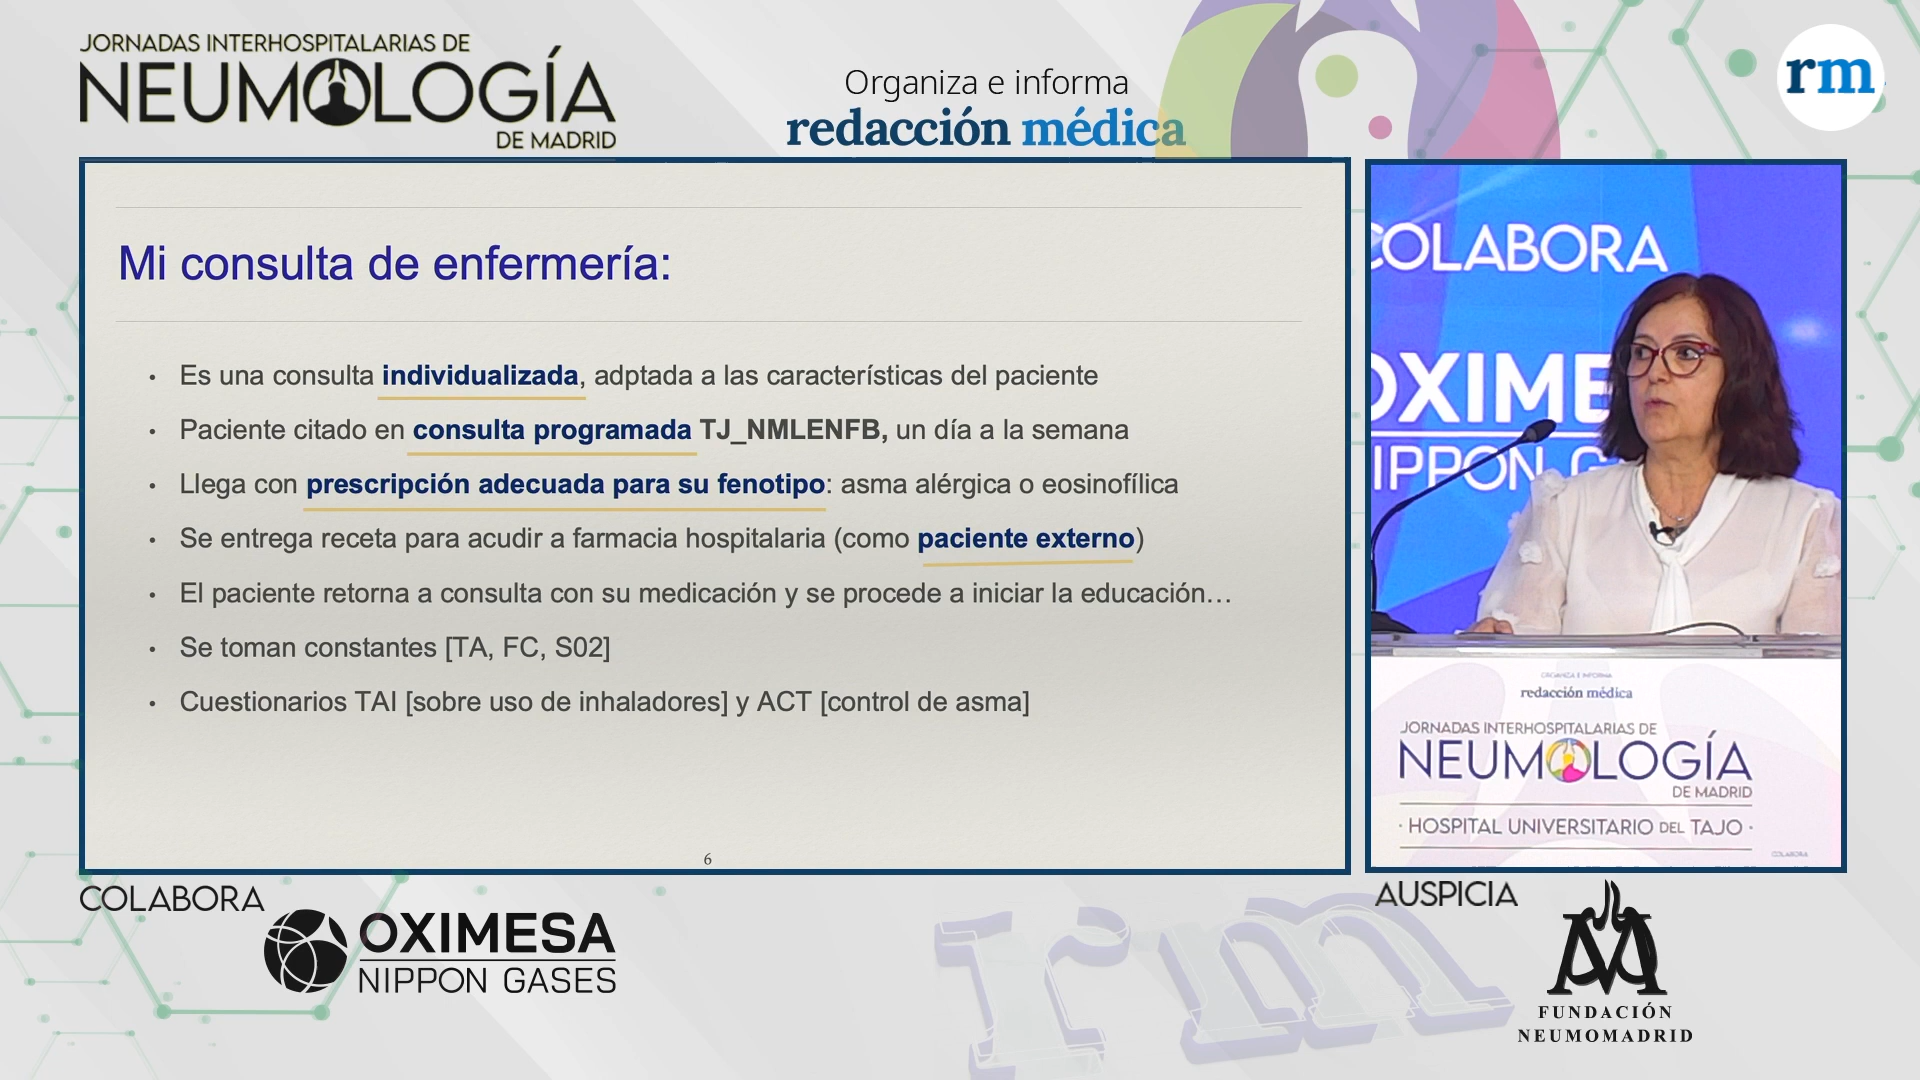 JORNADAS INTERHOSPITALARIAS DE
NEUMOLOGÍA
DE MADRID
Organiza e informa
redacción médica
rm
Mi consulta de enfermería:
• Es una consulta individualizada, adptada a las características del paciente
• Paciente citado en consulta programada TJ_NMLENFB, un día a la semana
• Llega con prescripción adecuada para su fenotipo: asma alérgica o eosinofílica
• Se entrega receta para acudir a farmacia hospitalaria (como paciente externo)
• El paciente retorna a consulta con su medicación y se procede a iniciar la educación…
• Se toman constantes [TA, FC, S02]
• Cuestionarios TAI [sobre uso de inhaladores] y ACT [control de asma]
6
COLABORA
OXIME
IPPON G
ORGANIZA E INFORMA
redacción médica
JORNADAS INTERHOSPITALARIAS DE
NEUMOLOGÍA
DE MADRID
· HOSPITAL UNIVERSITARIO DEL TAJO ·
COLABORA
COLABORA
OXIMESA
NIPPON GASES
rm
AUSPICIA
FUNDACIÓN
NEUMOMADRID